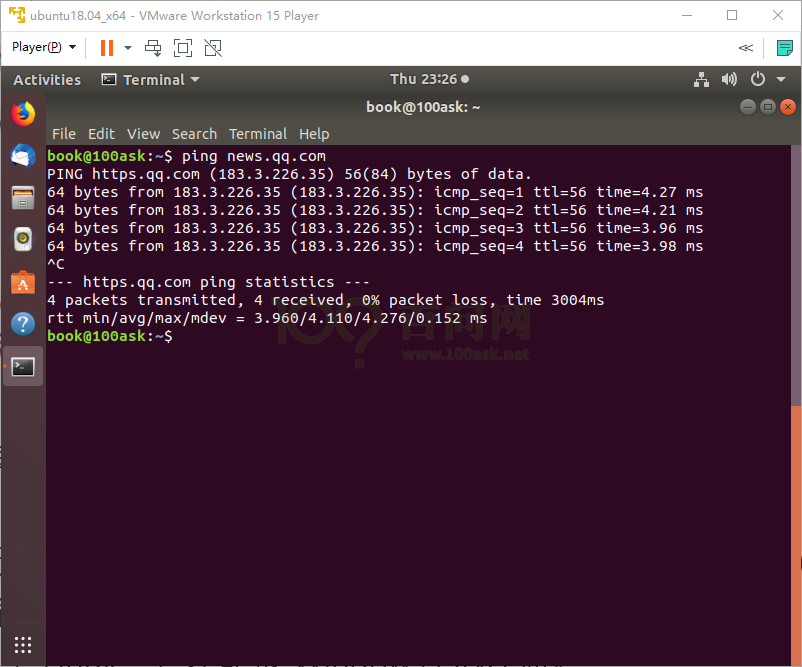 ubuntu18.04_x64 - VMware Workstation 15 Player
Player(P)
Activities Terminal Thu 23:26
book@100ask: ~
File Edit View Search Terminal Help
book@100ask:~$ ping news.qq.com
PING https.qq.com (183.3.226.35) 56(84) bytes of data.
64 bytes from 183.3.226.35 (183.3.226.35): icmp_seq=1 ttl=56 time=4.27 ms
64 bytes from 183.3.226.35 (183.3.226.35): icmp_seq=2 ttl=56 time=4.21 ms
64 bytes from 183.3.226.35 (183.3.226.35): icmp_seq=3 ttl=56 time=3.96 ms
64 bytes from 183.3.226.35 (183.3.226.35): icmp_seq=4 ttl=56 time=3.98 ms
^C
--- https.qq.com ping statistics ---
4 packets transmitted, 4 received, 0% packet loss, time 3004ms
rtt min/avg/max/mdev = 3.960/4.110/4.276/0.152 ms
book@100ask:~$
百问网
www.100ask.net